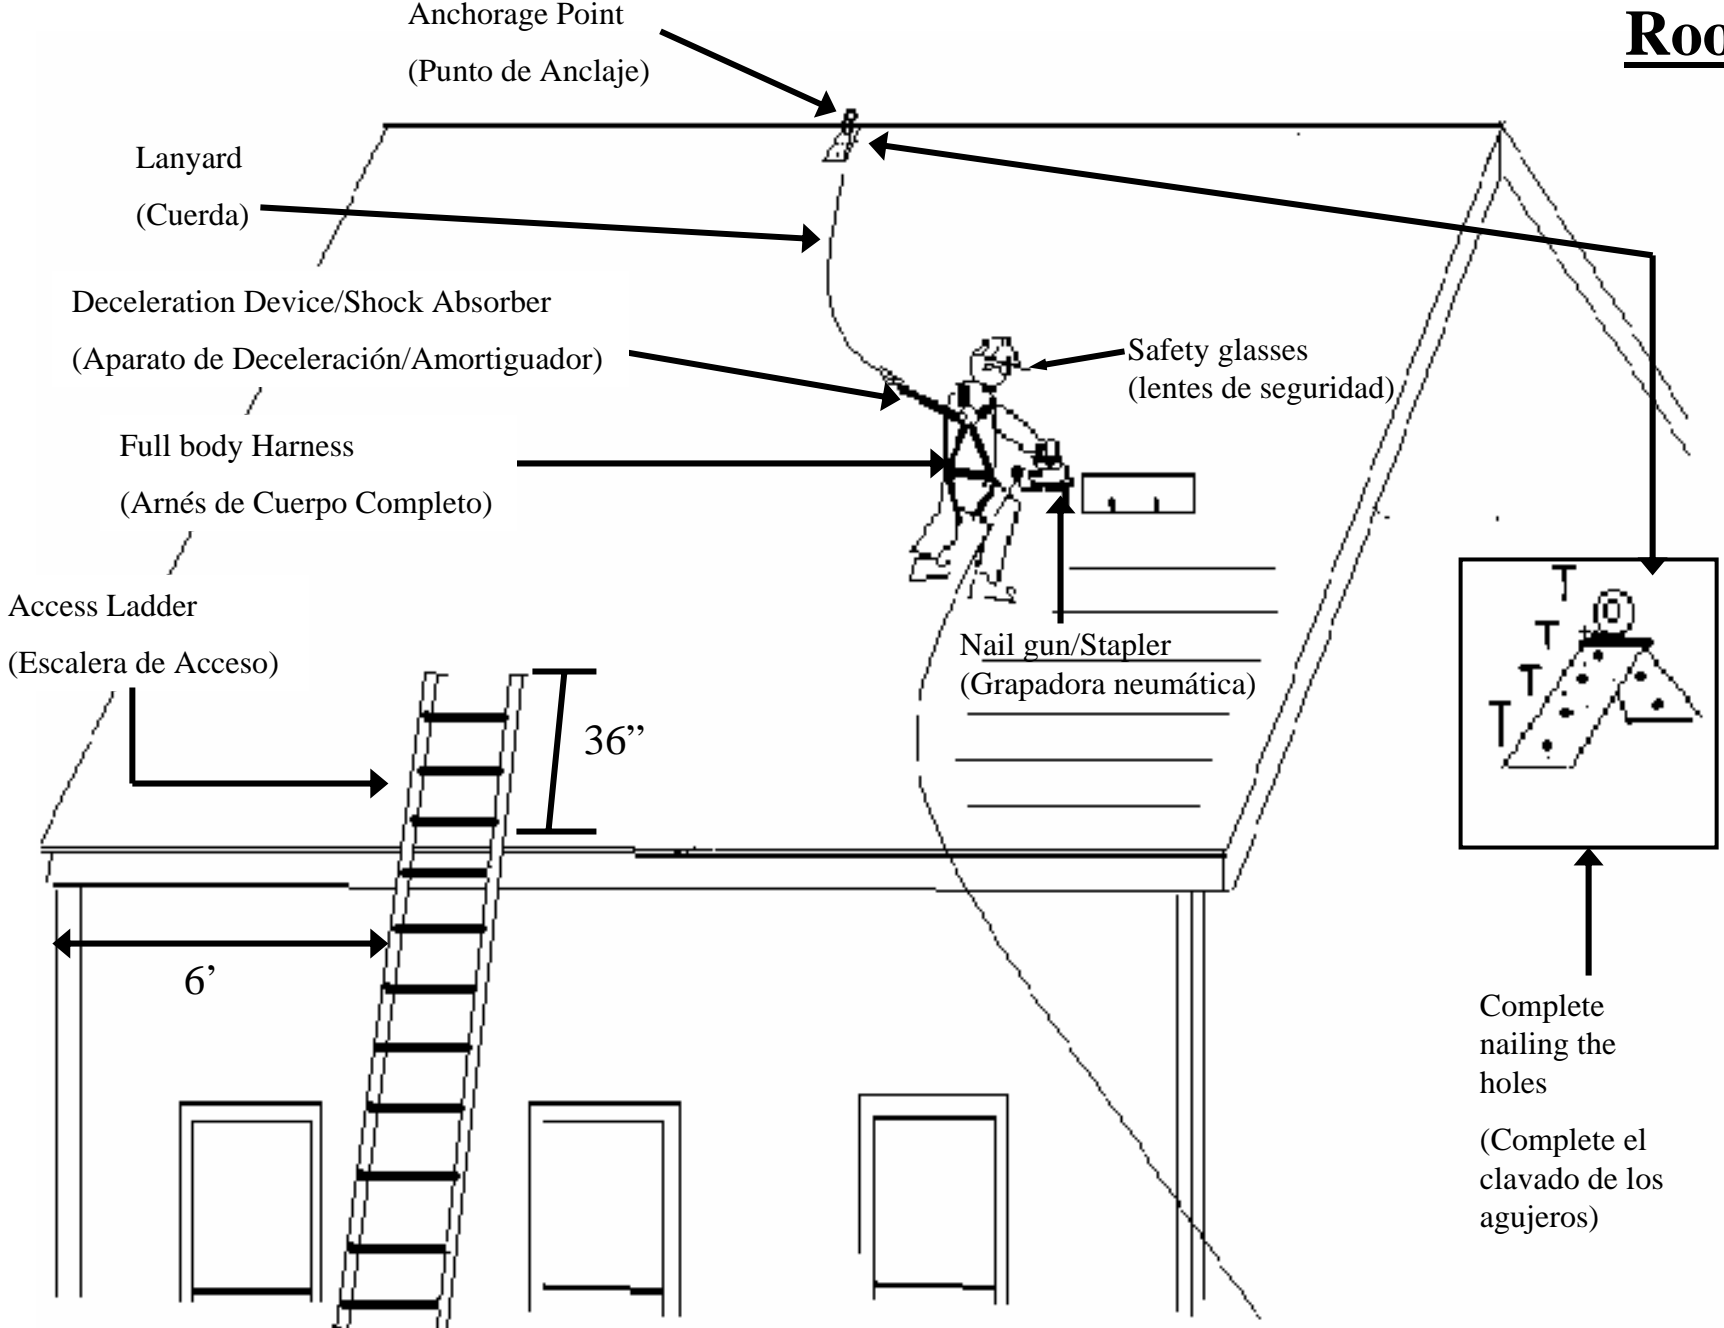 Anchorage Point
(Punto de Anclaje)
Roo
Lanyard
(Cuerda)
Deceleration Device/Shock Absorber
(Aparato de Deceleración/Amortiguador)
Safety glasses
(lentes de seguridad)
Full body Harness
(Arnés de Cuerpo Completo)
Access Ladder
(Escalera de Acceso)
Nail gun/Stapler
(Grapadora neumática)
36”
6’
Complete
nailing the
holes
(Complete el
clavado de los
agujeros)